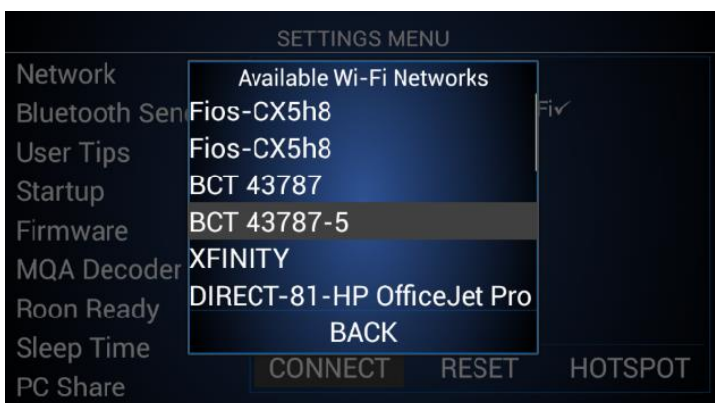 SETTINGS MENU
Network
Bluetooth Sen
User Tips
Startup
Firmware
MQA Decoder
Roon Ready
Sleep Time
PC Share
Available Wi-Fi Networks
Fios-CX5h8
Fios-CX5h8
BCT 43787
BCT 43787-5
XFINITY
DIRECT-81-HP OfficeJet Pro
BACK
Fi✓
CONNECT RESET HOTSPOT